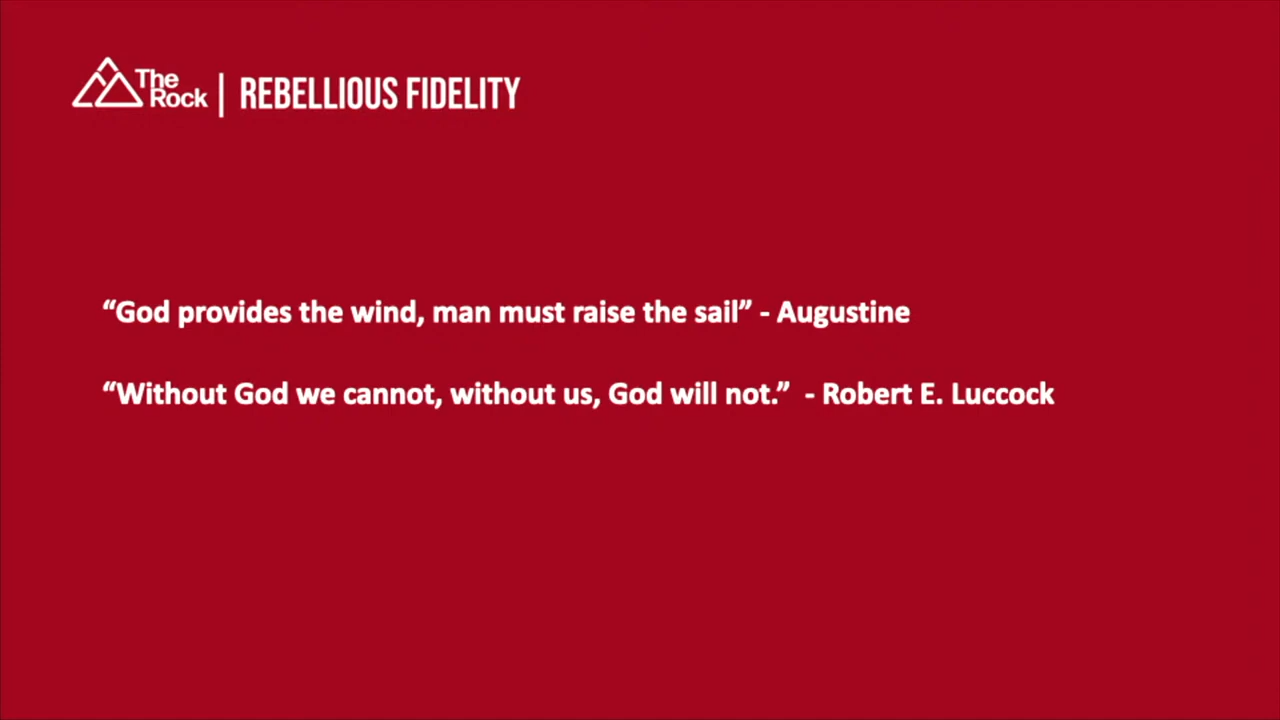 The
Rock | REBELLIOUS FIDELITY
“God provides the wind, man must raise the sail” - Augustine
“Without God we cannot, without us, God will not.”  - Robert E. Luccock